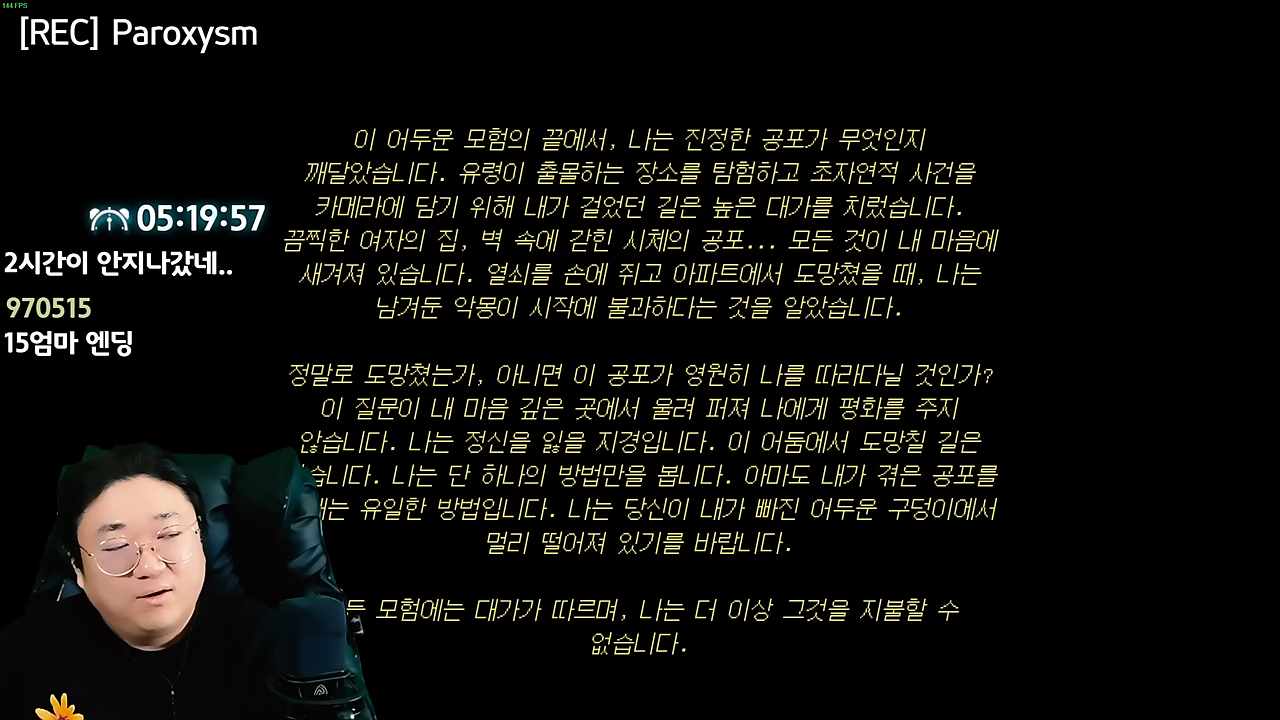 144 FPS
[REC] Paroxysm
이 어두운 모험의 끝에서, 나는 진정한 공포가 무엇인지
깨달았습니다. 유령이 출몰하는 장소를 탐험하고 초자연적 사건을
카메라에 담기 위해 내가 걸었던 길은 높은 대가를 치렀습니다.
끔찍한 여자의 집, 벽 속에 갇힌 시체의 공포... 모든 것이 내 마음에
새겨져 있습니다. 열쇠를 손에 쥐고 아파트에서 도망쳤을 때, 나는
남겨둔 악몽이 시작에 불과하다는 것을 알았습니다.
05:19:57
2시간이 안지나갔네..
970515
15엄마 엔딩
정말로 도망쳤는가, 아니면 이 공포가 영원히 나를 따라다닐 것인가?
이 질문이 내 마음 깊은 곳에서 울려 퍼져 나에게 평화를 주지
않습니다. 나는 정신을 잃을 지경입니다. 이 어둠에서 도망칠 길은
습니다. 나는 단 하나의 방법만을 봅니다. 아마도 내가 겪은 공포를
는 유일한 방법입니다. 나는 당신이 내가 빠진 어두운 구덩이에서
멀리 떨어져 있기를 바랍니다.
든 모험에는 대가가 따르며, 나는 더 이상 그것을 지불할 수
없습니다.